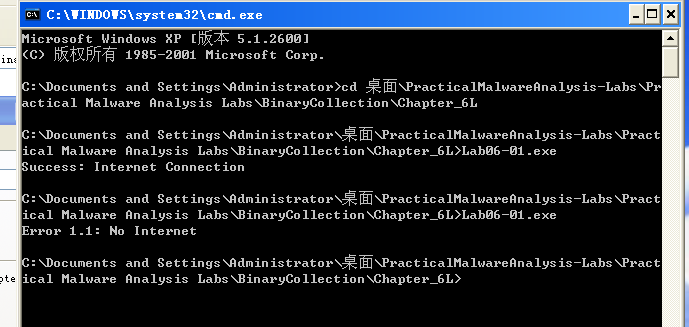 C:\WINDOWS\system32\cmd.exe
Microsoft Windows XP [版本 5.1.2600]
(C) 版权所有 1985-2001 Microsoft Corp.
C:\Documents and Settings\Administrator>cd 桌面\PracticalMalwareAnalysis-Labs\Pr
actical Malware Analysis Labs\BinaryCollection\Chapter_6L
C:\Documents and Settings\Administrator\桌面\PracticalMalwareAnalysis-Labs\Pract
ical Malware Analysis Labs\BinaryCollection\Chapter_6L>Lab06-01.exe
Success: Internet Connection
C:\Documents and Settings\Administrator\桌面\PracticalMalwareAnalysis-Labs\Pract
ical Malware Analysis Labs\BinaryCollection\Chapter_6L>Lab06-01.exe
Error 1.1: No Internet
C:\Documents and Settings\Administrator\桌面\PracticalMalwareAnalysis-Labs\Pract
ical Malware Analysis Labs\BinaryCollection\Chapter_6L>